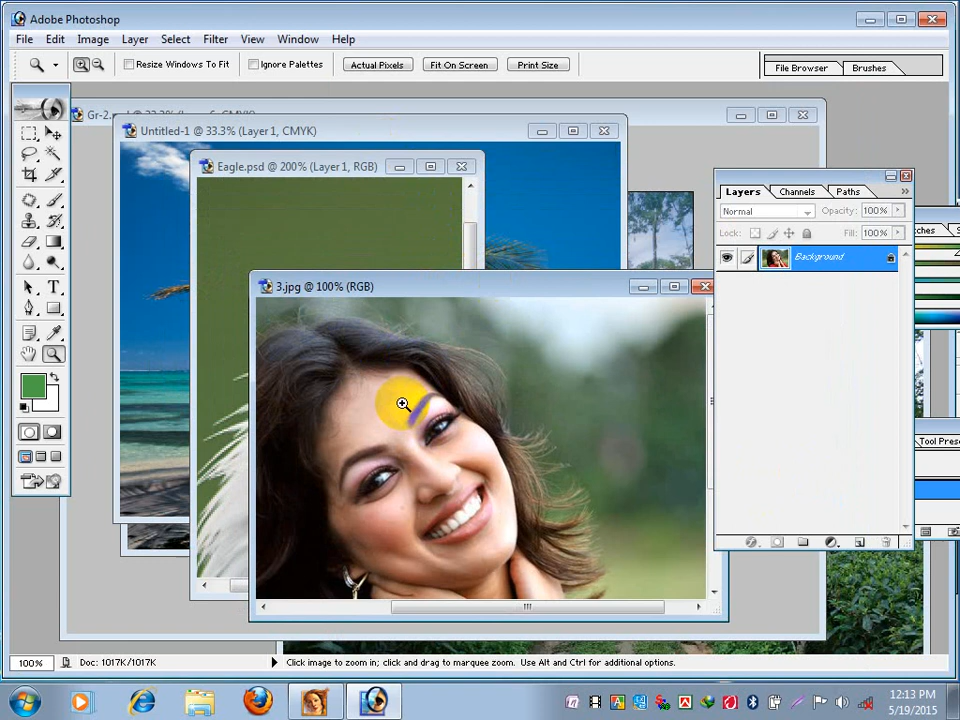 Adobe Photoshop
File Edit Image Layer Select Filter View Window Help
Resize Windows To Fit Ignore Palettes Actual Pixels Fit On Screen Print Size File Browser Brushes
Untitled-1 @ 33.3% (Layer 1, CMYK)
Eagle.psd @ 200% (Layer 1, RGB)
Layers Channels Paths
Normal Opacity: 100%
Lock: Fill: 100%
Background
3.jpg @ 100% (RGB)
100% Doc: 1017K/1017K Click image to zoom in; click and drag to marquee zoom. Use Alt and Ctrl for additional options.
12:13 PM
5/19/2015